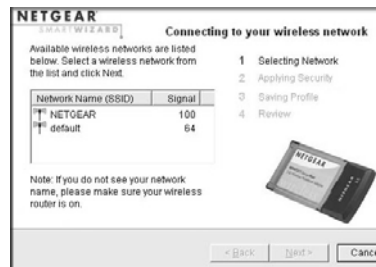 NETGEAR
SMARTWIZARD
Connecting to your wireless network
Available wireless networks are listed
below. Select a wireless network from
the list and click Next.
Network Name (SSID) Signal
NETGEAR 100
default 64
Note: If you do not see your network
name, please make sure your wireless
router is on.
1 Selecting Network
2 Applying Security
3 Saving Profile
4 Review
NETGEAR
< Back Next > Cance